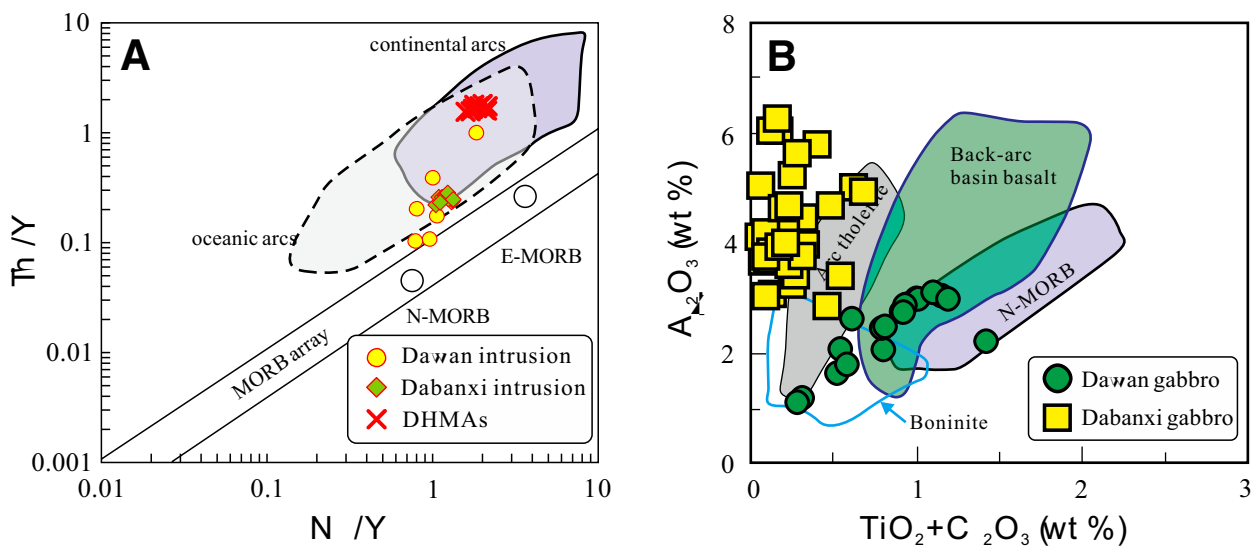 A
10
1
0.1
0.01
0.001
Th/Y
continental arcs
oceanic arcs
E-MORB
N-MORB
MORB array
Dawan intrusion
Dabanxi intrusion
DHMAs
0.01
0.1
1
10
N /Y
B
8
6
4
2
0
(wt %)
Back-arc
basin basalt
Arc tholeiite
N-MORB
Boninite
Dawan gabbro
Dabanxi gabbro
0
1
2
3
TiO₂+C ₂O₃ (wt %)